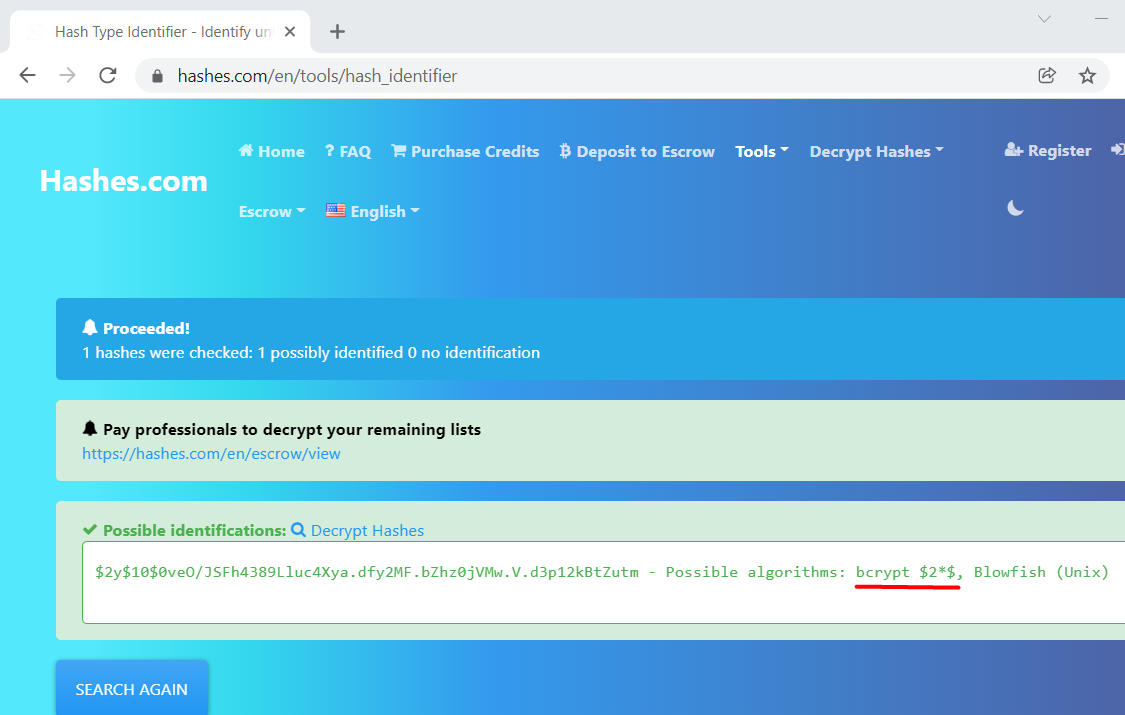 Hash Type Identifier - Identify un
hashes.com/en/tools/hash_identifier
Home ? FAQ Purchase Credits Deposit to Escrow Tools Decrypt Hashes Register
Hashes.com
Escrow English
Proceeded!
1 hashes were checked: 1 possibly identified 0 no identification
Pay professionals to decrypt your remaining lists
https://hashes.com/en/escrow/view
Possible identifications: Decrypt Hashes
$2y$10$0veO/JSFh4389Lluc4Xya.dfy2MF.bZhz0jVMw.V.d3p12kBtZutm - Possible algorithms: bcrypt $2*$, Blowfish (Unix)
SEARCH AGAIN